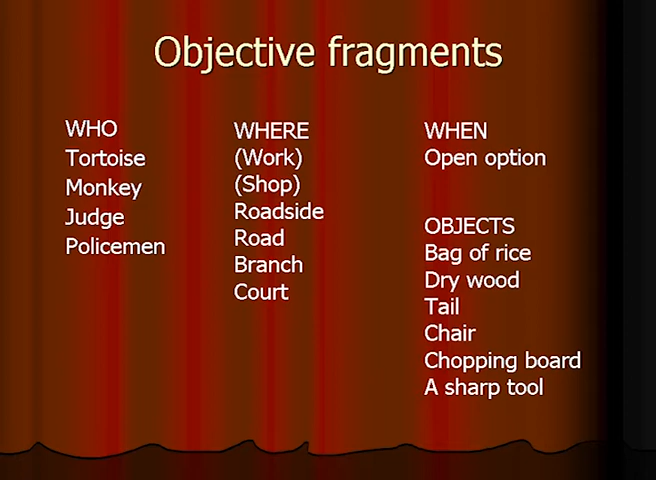 Objective fragments
WHO
Tortoise
Monkey
Judge
Policemen
WHERE
(Work)
(Shop)
Roadside
Road
Branch
Court
WHEN
Open option
OBJECTS
Bag of rice
Dry wood
Tail
Chair
Chopping board
A sharp tool